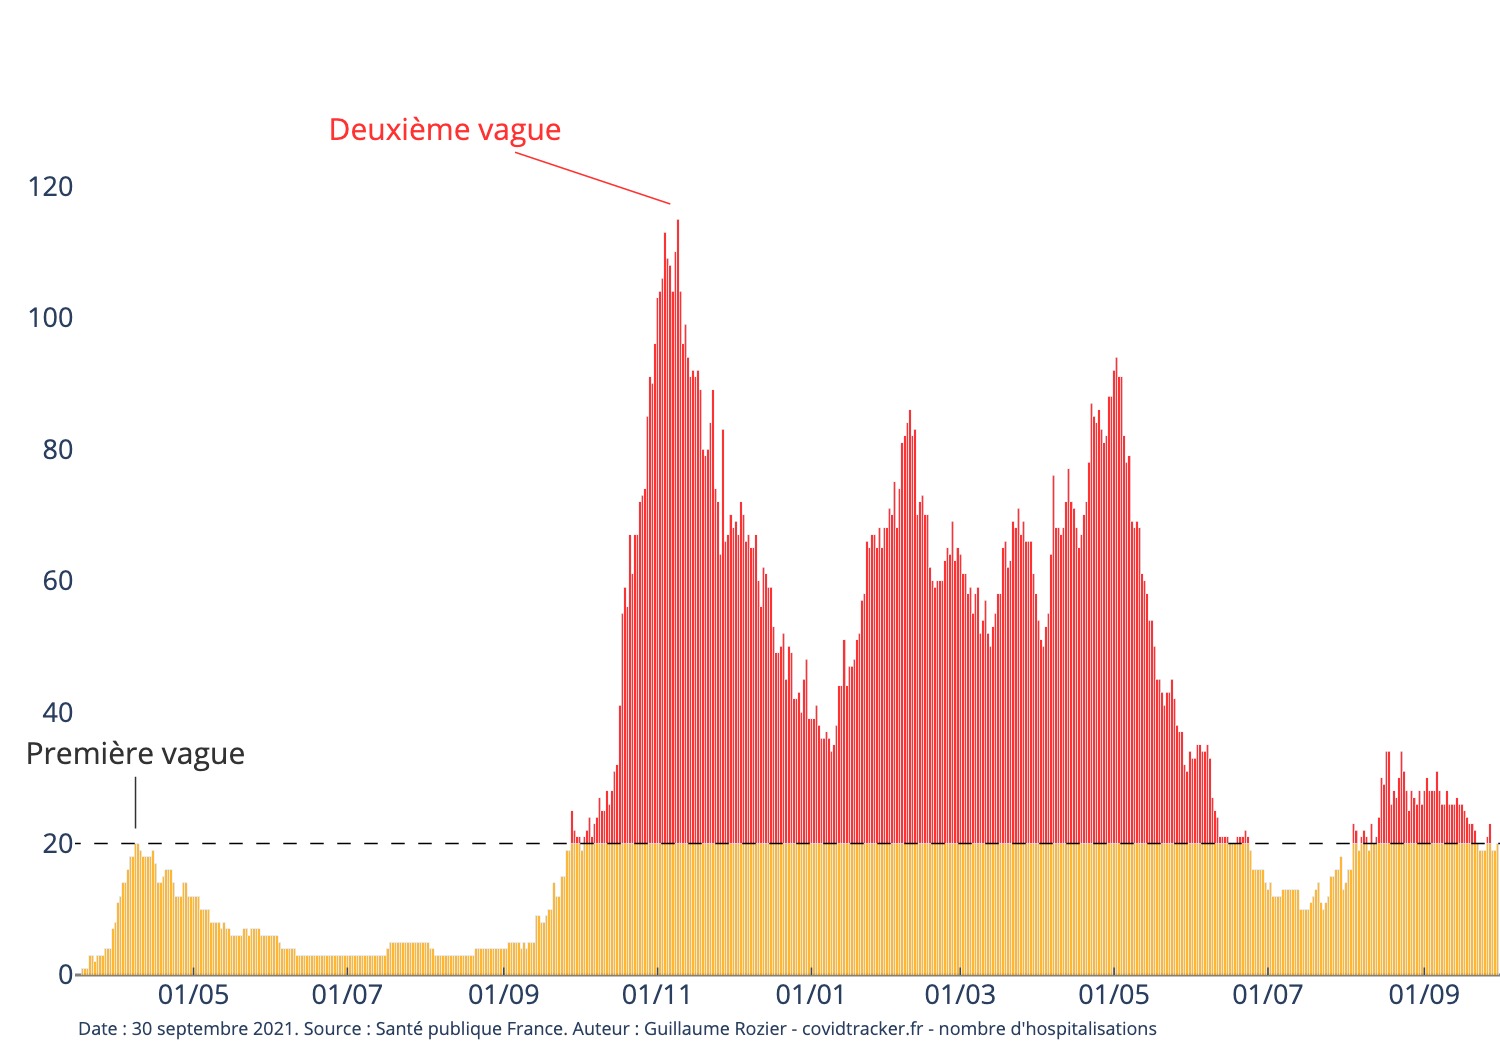 Deuxième vague
120
100
80
60
40
Première vague
20
0
01/05 01/07 01/09 01/11 01/01 01/03 01/05 01/07 01/09
Date : 30 septembre 2021. Source : Santé publique France. Auteur : Guillaume Rozier - covidtracker.fr - nombre d'hospitalisations